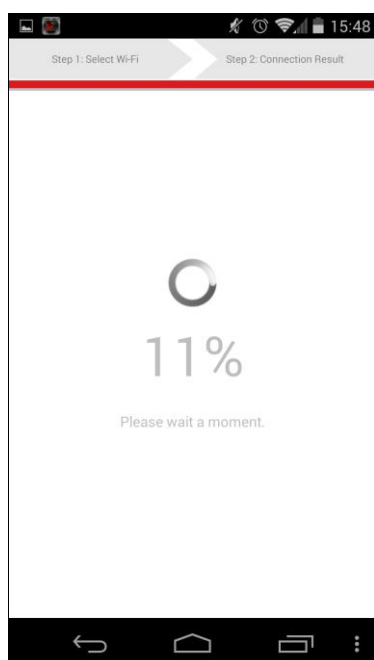 15:48
Step 1: Select Wi-Fi
Step 2: Connection Result
11%
Please wait a moment.